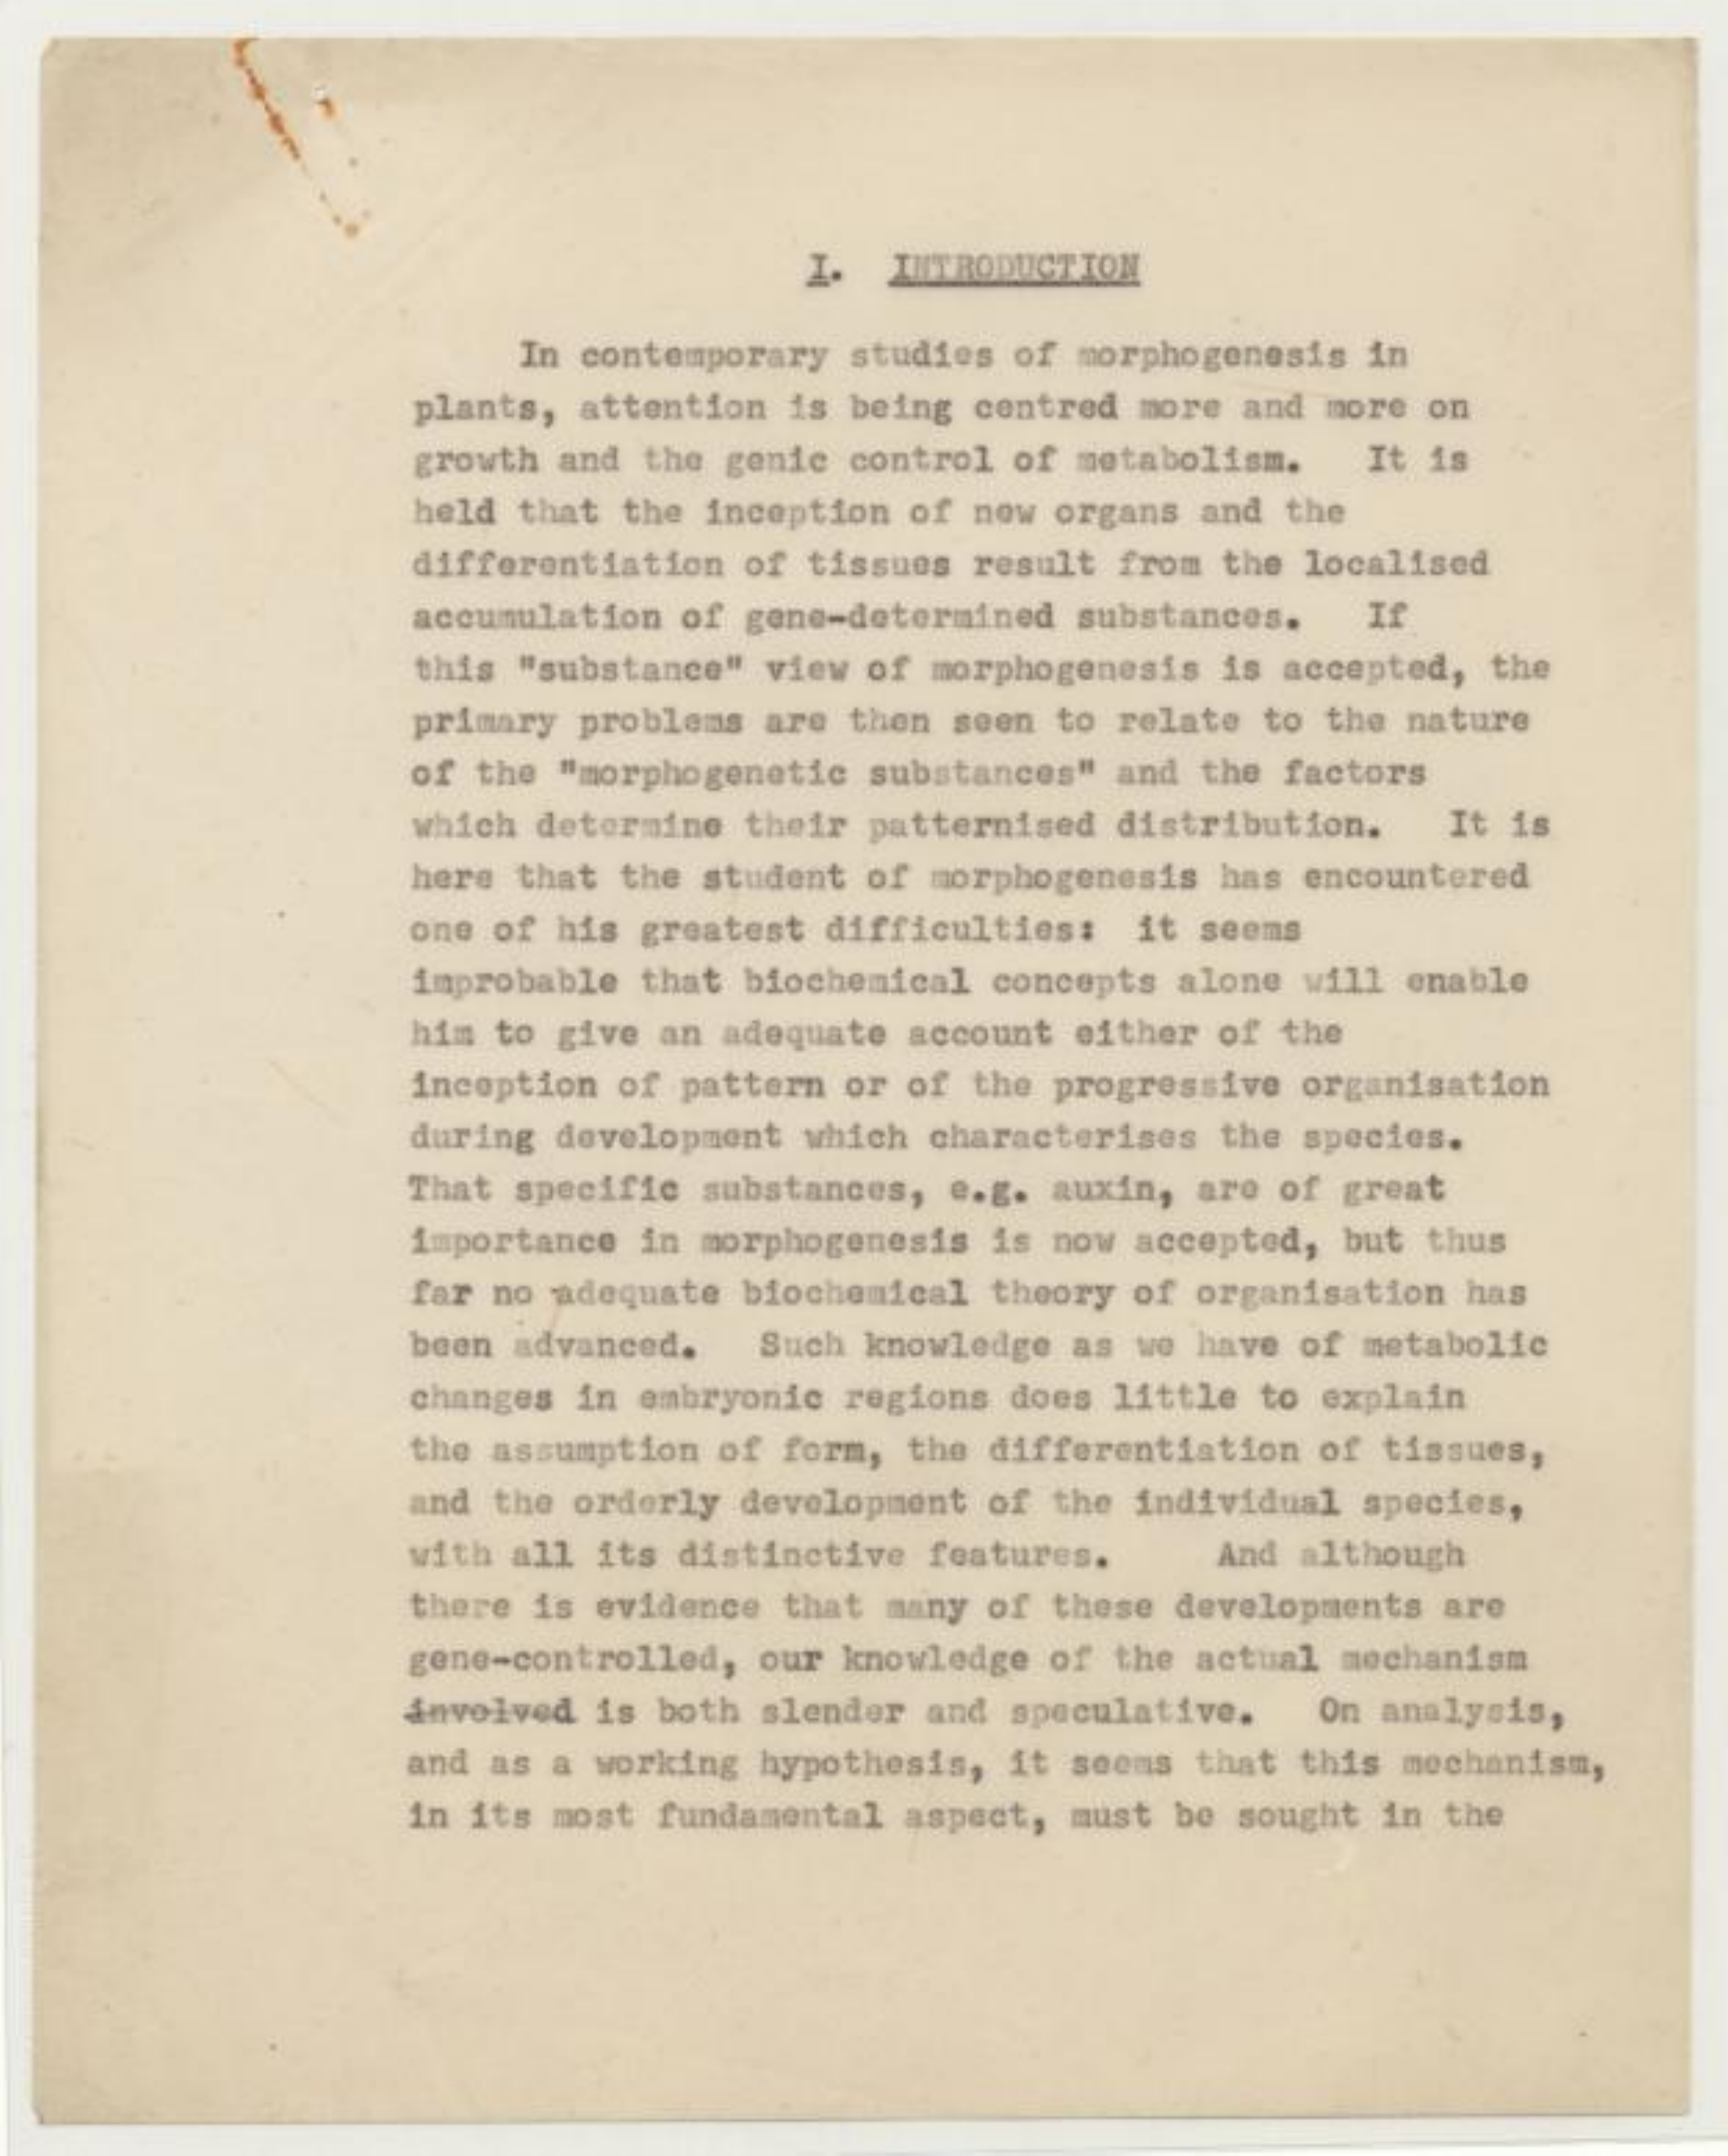 I. INTRODUCTION
In contemporary studies of morphogenesis in
plants, attention is being centred more and more on
growth and the genic control of metabolism. It is
held that the inception of new organs and the
differentiation of tissues result from the localised
accumulation of gene-determined substances. If
this "substance" view of morphogenesis is accepted, the
primary problems are then seen to relate to the nature
of the "morphogenetic substances" and the factors
which determine their patternised distribution. It is
here that the student of morphogenesis has encountered
one of his greatest difficulties: it seems
improbable that biochemical concepts alone will enable
him to give an adequate account either of the
inception of pattern or of the progressive organisation
during development which characterises the species.
That specific substances, e.g. auxin, are of great
importance in morphogenesis is now accepted, but thus
far no adequate biochemical theory of organisation has
been advanced. Such knowledge as we have of metabolic
changes in embryonic regions does little to explain
the assumption of form, the differentiation of tissues,
and the orderly development of the individual species,
with all its distinctive features. And although
there is evidence that many of these developments are
gene-controlled, our knowledge of the actual mechanism
involved is both slender and speculative. On analysis,
and as a working hypothesis, it seems that this mechanism,
in its most fundamental aspect, must be sought in the